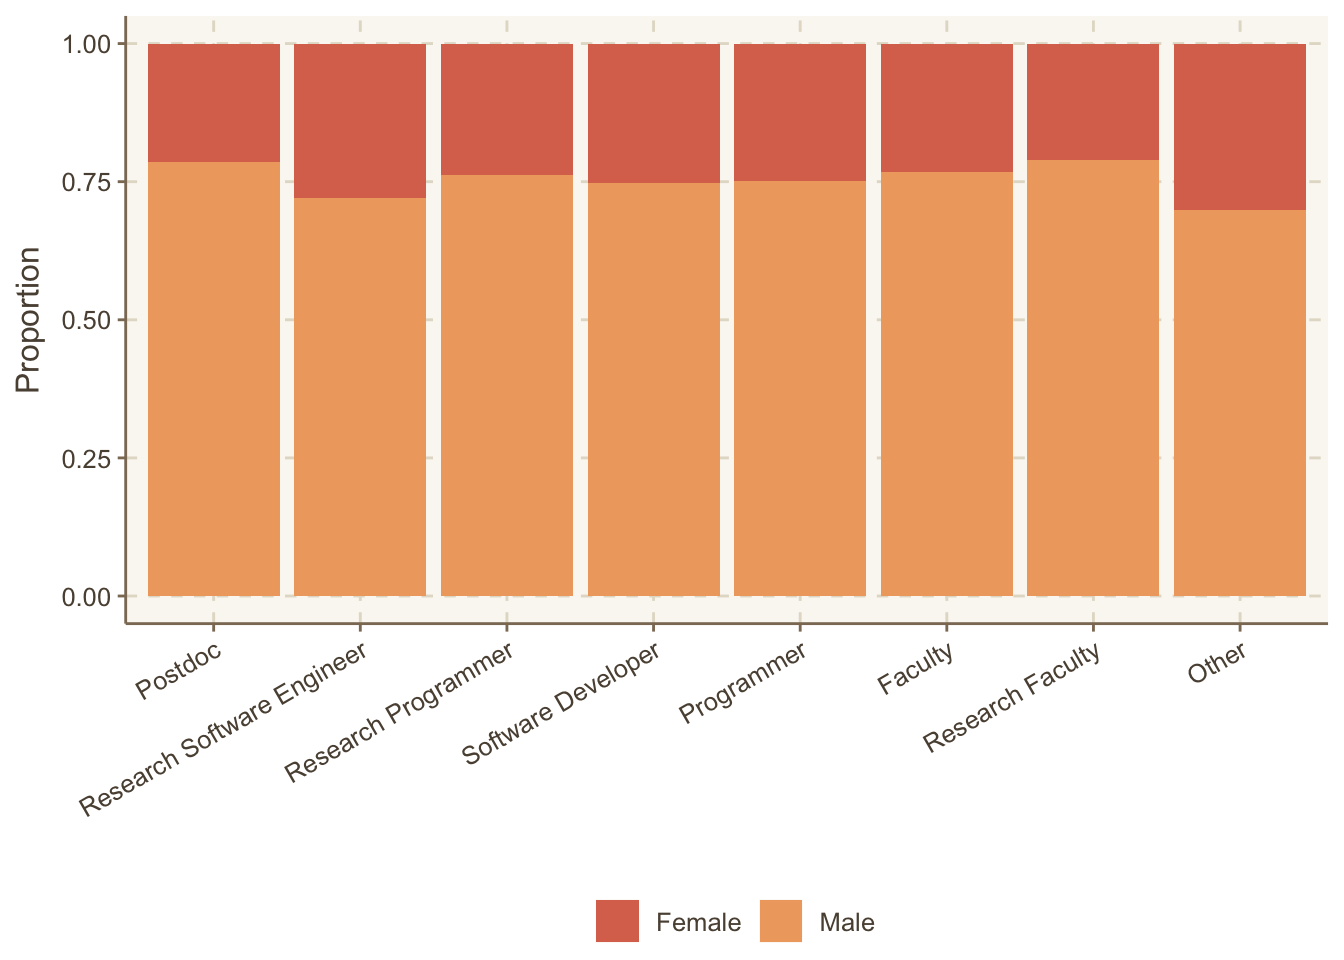 Proportion
1.00
0.75
0.50
0.25
0.00
Postdoc
Research Software Engineer
Research Programmer
Software Developer
Programmer
Faculty
Research Faculty
Other
Female
Male